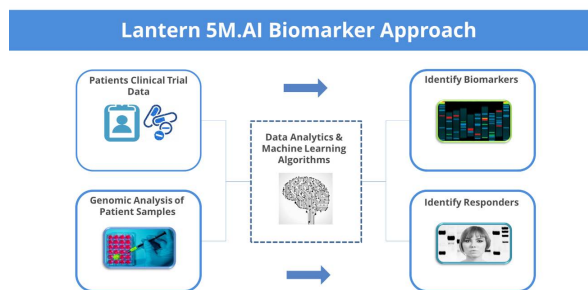 Lantern 5M.AI Biomarker Approach
Patients Clinical Trial
Data
Genomic Analysis of
Patient Samples
Data Analytics &
Machine Learning
Algorithms
Identify Biomarkers
Identify Responders